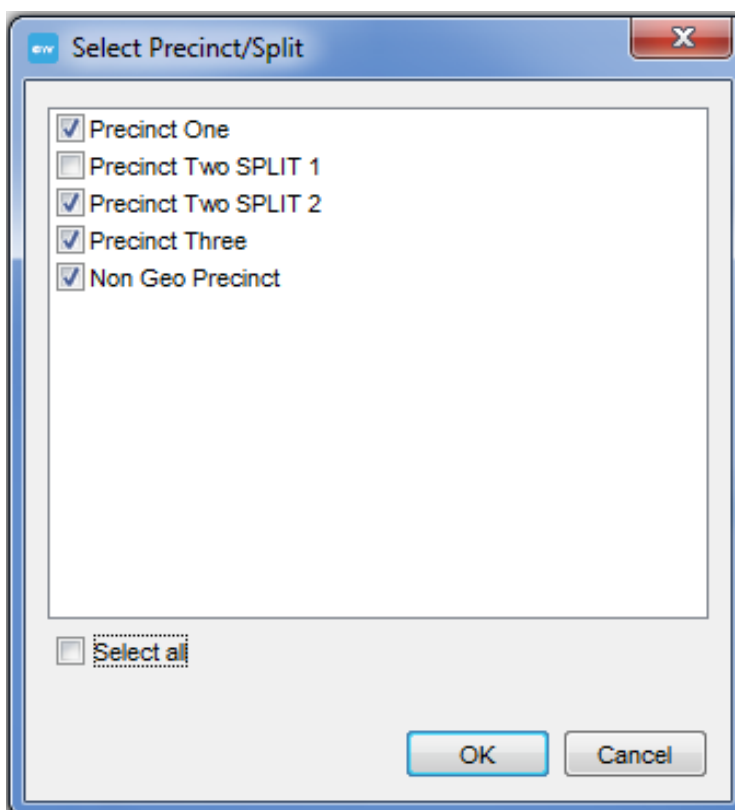 ew Select Precinct/Split
Precinct One
Precinct Two SPLIT 1
Precinct Two SPLIT 2
Precinct Three
Non Geo Precinct
Select all
OK Cancel